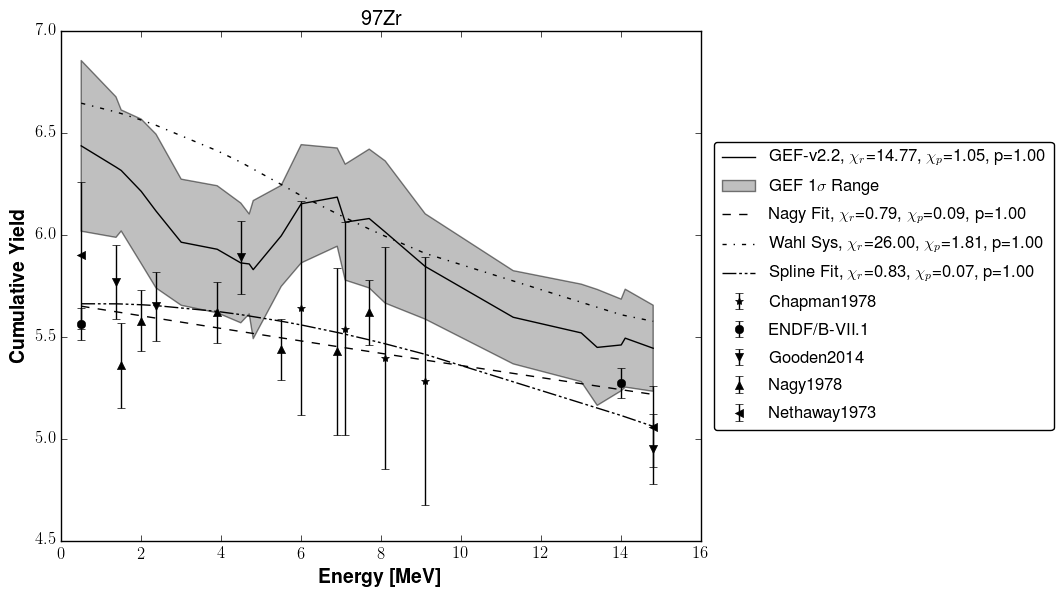 97Zr
7.0
6.5
6.0
5.5
5.0
4.5
Cumulative Yield
0 2 4 6 8 10 12 14 16
Energy [MeV]
GEF-v2.2, χr=14.77, χp=1.05, p=1.00
GEF 1σ Range
Nagy Fit, χr=0.79, χp=0.09, p=1.00
Wahl Sys, χr=26.00, χp=1.81, p=1.00
Spline Fit, χr=0.83, χp=0.07, p=1.00
Chapman1978
ENDF/B-VII.1
Gooden2014
Nagy1978
Nethaway1973